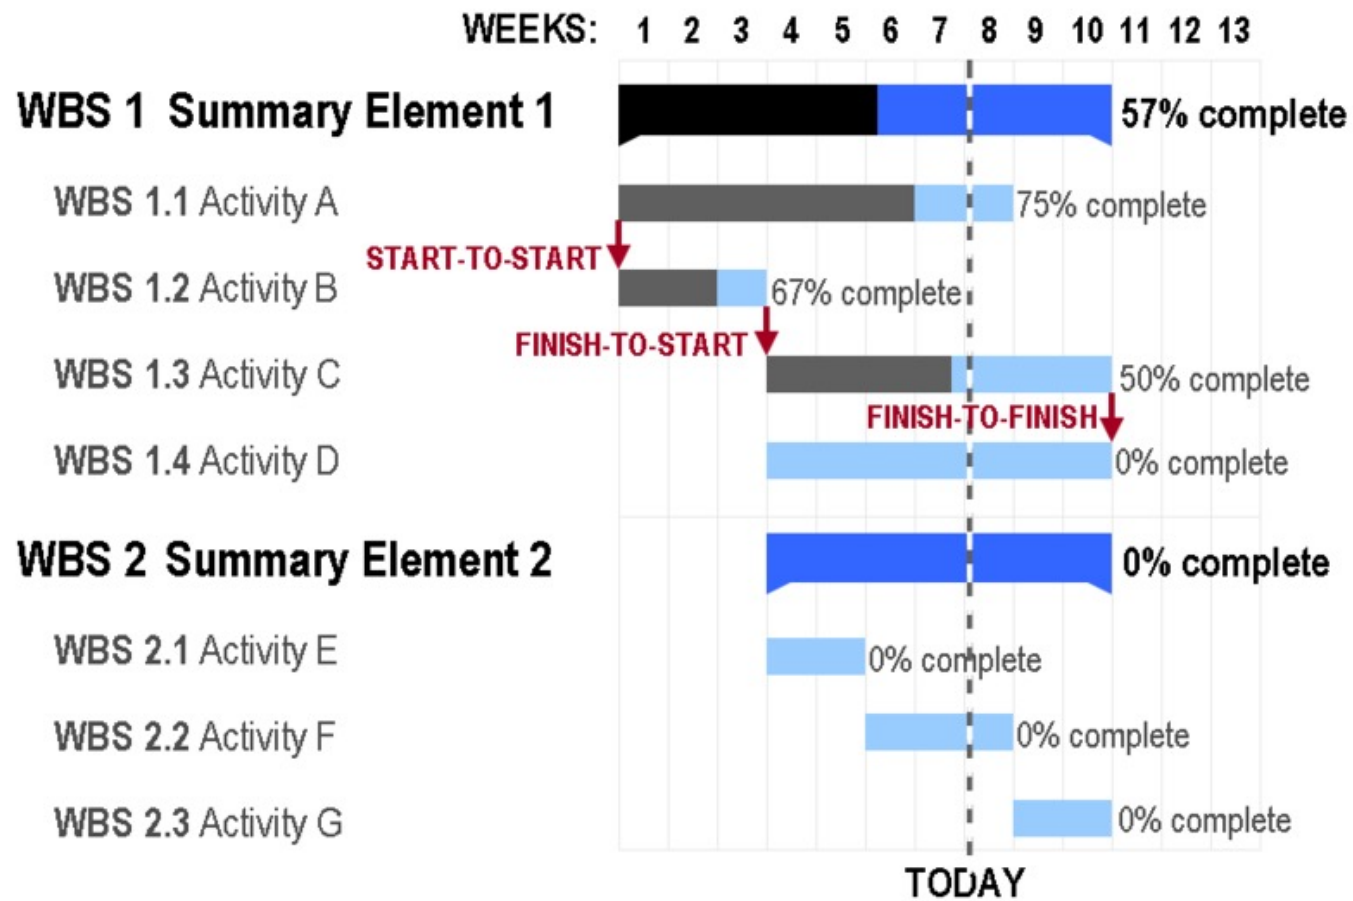 WEEKS: 1 2 3 4 5 6 7 8 9 10 11 12 13
WBS 1 Summary Element 1 57% complete
WBS 1.1 Activity A 75% complete
START-TO-START
WBS 1.2 Activity B 67% complete
FINISH-TO-START
WBS 1.3 Activity C 50% complete
FINISH-TO-FINISH
WBS 1.4 Activity D 0% complete
WBS 2 Summary Element 2 0% complete
WBS 2.1 Activity E 0% complete
WBS 2.2 Activity F 0% complete
WBS 2.3 Activity G 0% complete
TODAY